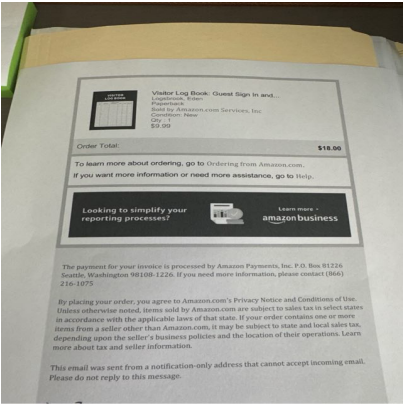 VISITOR
LOG BOOK
Visitor Log Book: Guest Sign In and...
Paperback
Sold by Amazon.com Services, Inc
Condition: New
Qty : 1
$9.99
Order Total:
$18.00
To learn more about ordering, go to Ordering from Amazon.com.
If you want more information or need more assistance, go to Help.
Looking to simplify your
reporting processes?
Learn more
amazonbusiness
The payment for your invoice is processed by Amazon Payments, Inc. P.O. Box 81226
Seattle, Washington 98108-1226. If you need more information, please contact (866)
216-1075
By placing your order, you agree to Amazon.com's Privacy Notice and Conditions of Use.
Unless otherwise noted, items sold by Amazon.com are subject to sales tax in select states
in accordance with the applicable laws of that state. If your order contains one or more
items from a seller other than Amazon.com, it may be subject to state and local sales tax,
depending upon the seller's business policies and the location of their operations. Learn
more about tax and seller information.
This email was sent from a notification-only address that cannot accept incoming email.
Please do not reply to this message.